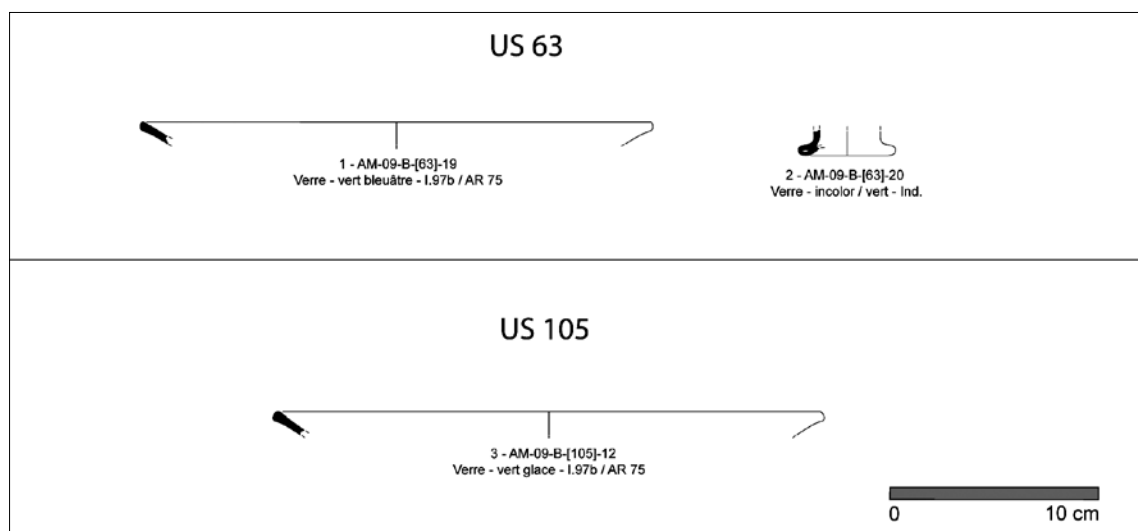 US 63
1 - AM-09-B-[63]-19
Verre - vert bleuâtre - I.97b / AR 75
2 - AM-09-B-[63]-20
Verre - incolor / vert - Ind.
US 105
3 - AM-09-B-[105]-12
Verre - vert glace - I.97b / AR 75
0 10 cm